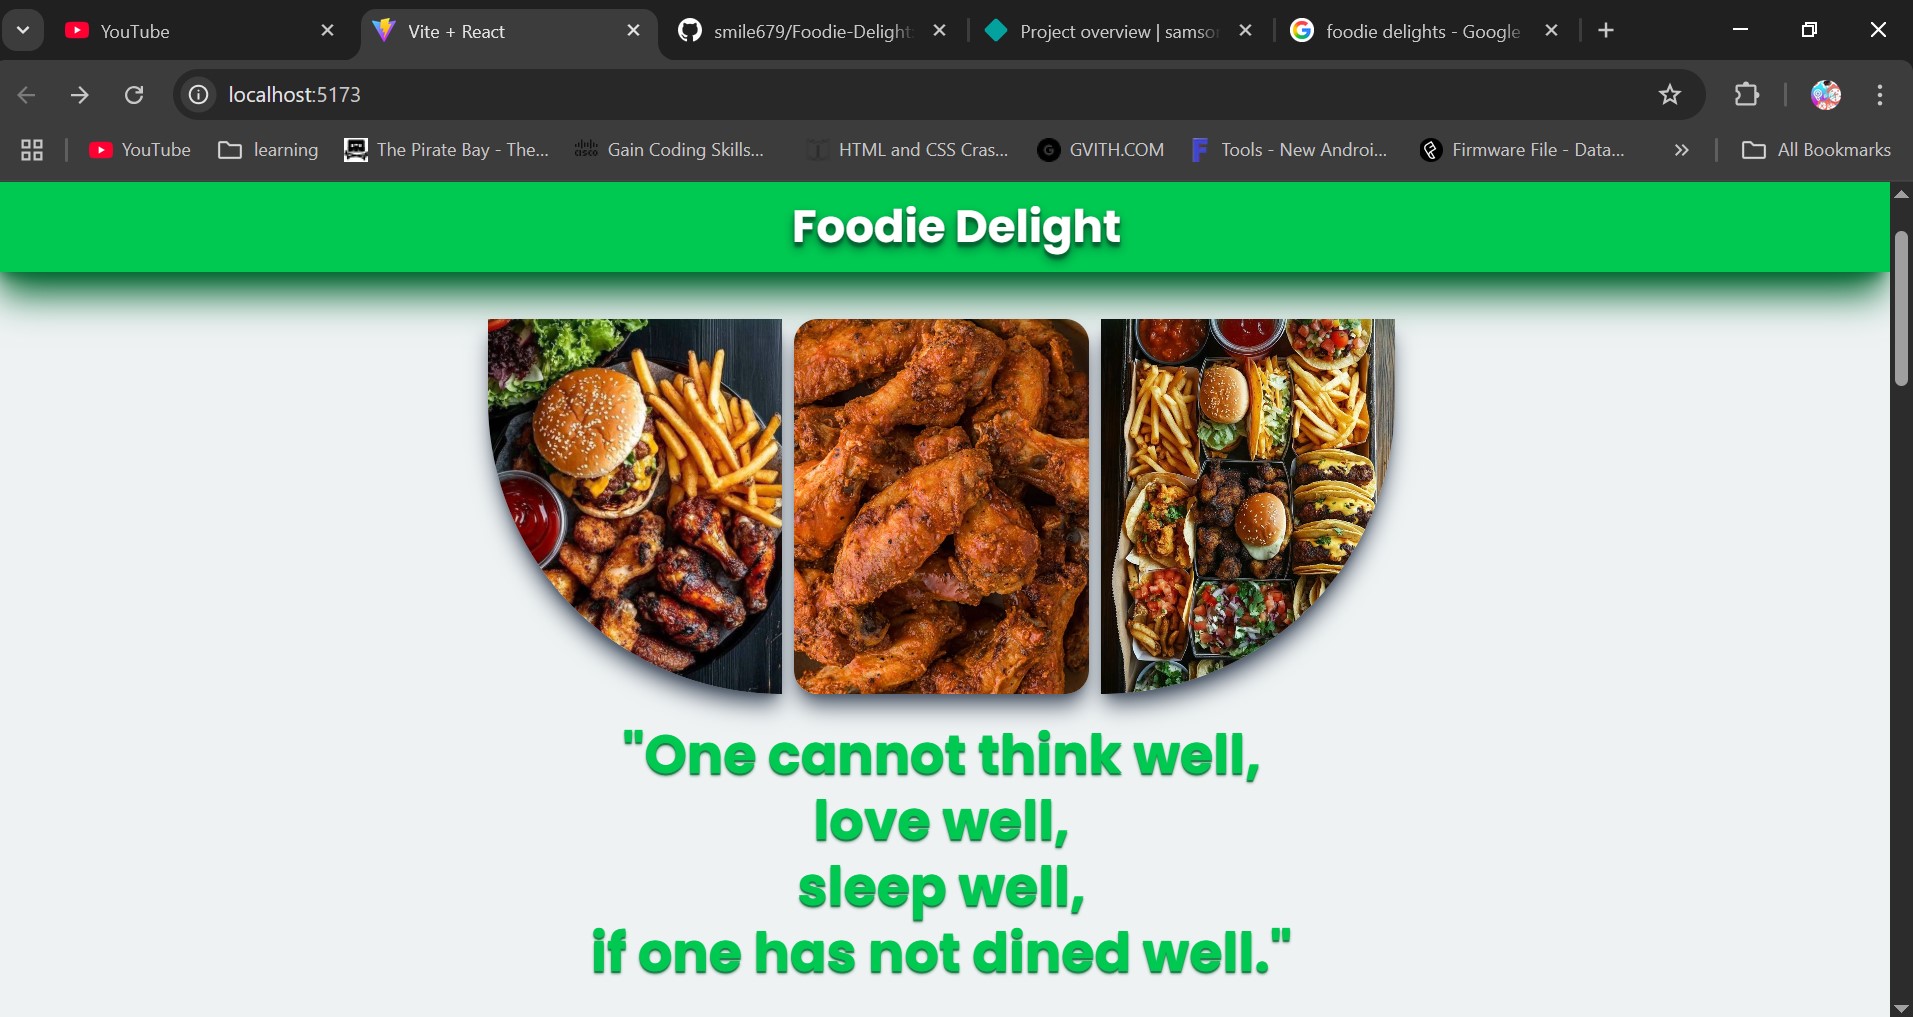 YouTube
Vite + React
smile679/Foodie-Delight
Project overview | samsor
foodie delights - Google
localhost:5173
YouTube
learning
The Pirate Bay - The...
cisco
Gain Coding Skills...
HTML and CSS Cras...
GVITH.COM
Tools - New Androi...
Firmware File - Data...
All Bookmarks
Foodie Delight
"One cannot think well,
love well,
sleep well,
if one has not dined well."